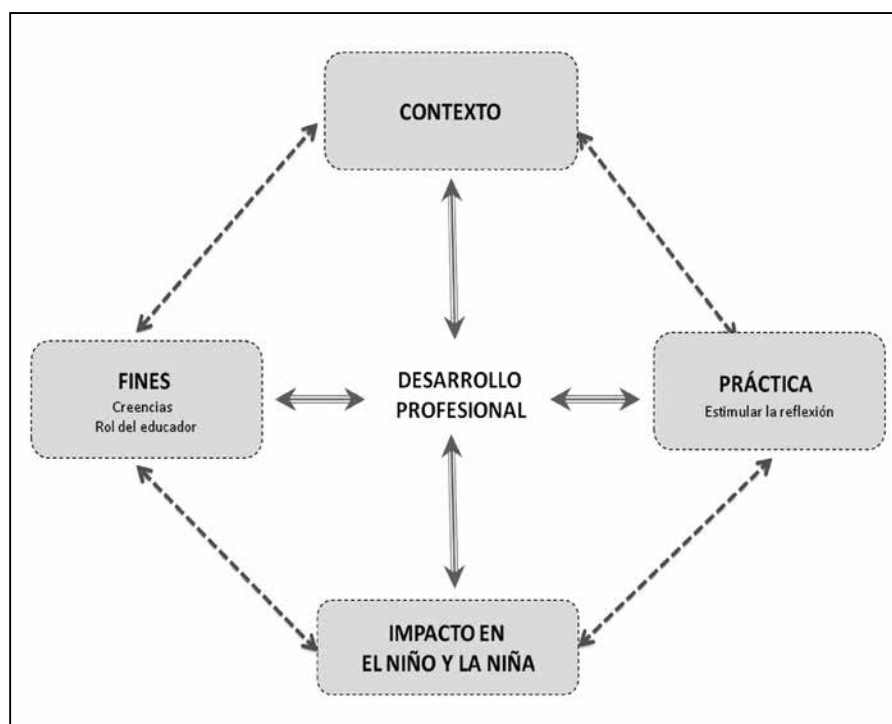 CONTEXTO
FINES
Creencias
Rol del educador
DESARROLLO
PROFESIONAL
PRÁCTICA
Estimular la reflexión
IMPACTO EN
EL NIÑO Y LA NIÑA